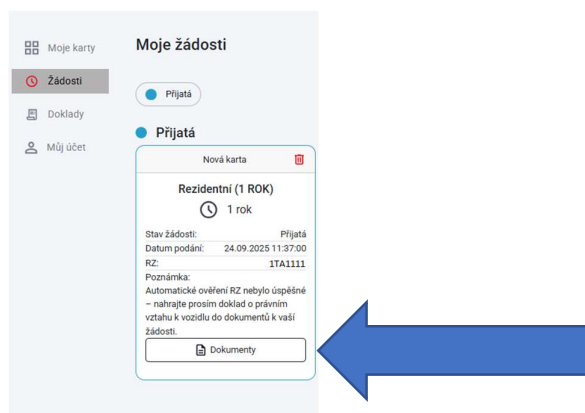 Moje karty
Žádosti
Doklady
Můj účet
Moje žádosti
Přijatá
Přijatá
Nová karta
Rezidentní (1 ROK)
1 rok
Stav žádosti: Přijatá
Datum podání: 24.09.2025 11:37:00
RZ: 1TA1111
Poznámka:
Automatické ověření RZ nebylo úspěšné
– nahrajte prosím doklad o právním
vztahu k vozidlu do dokumentů k vaší
žádosti.
Dokumenty